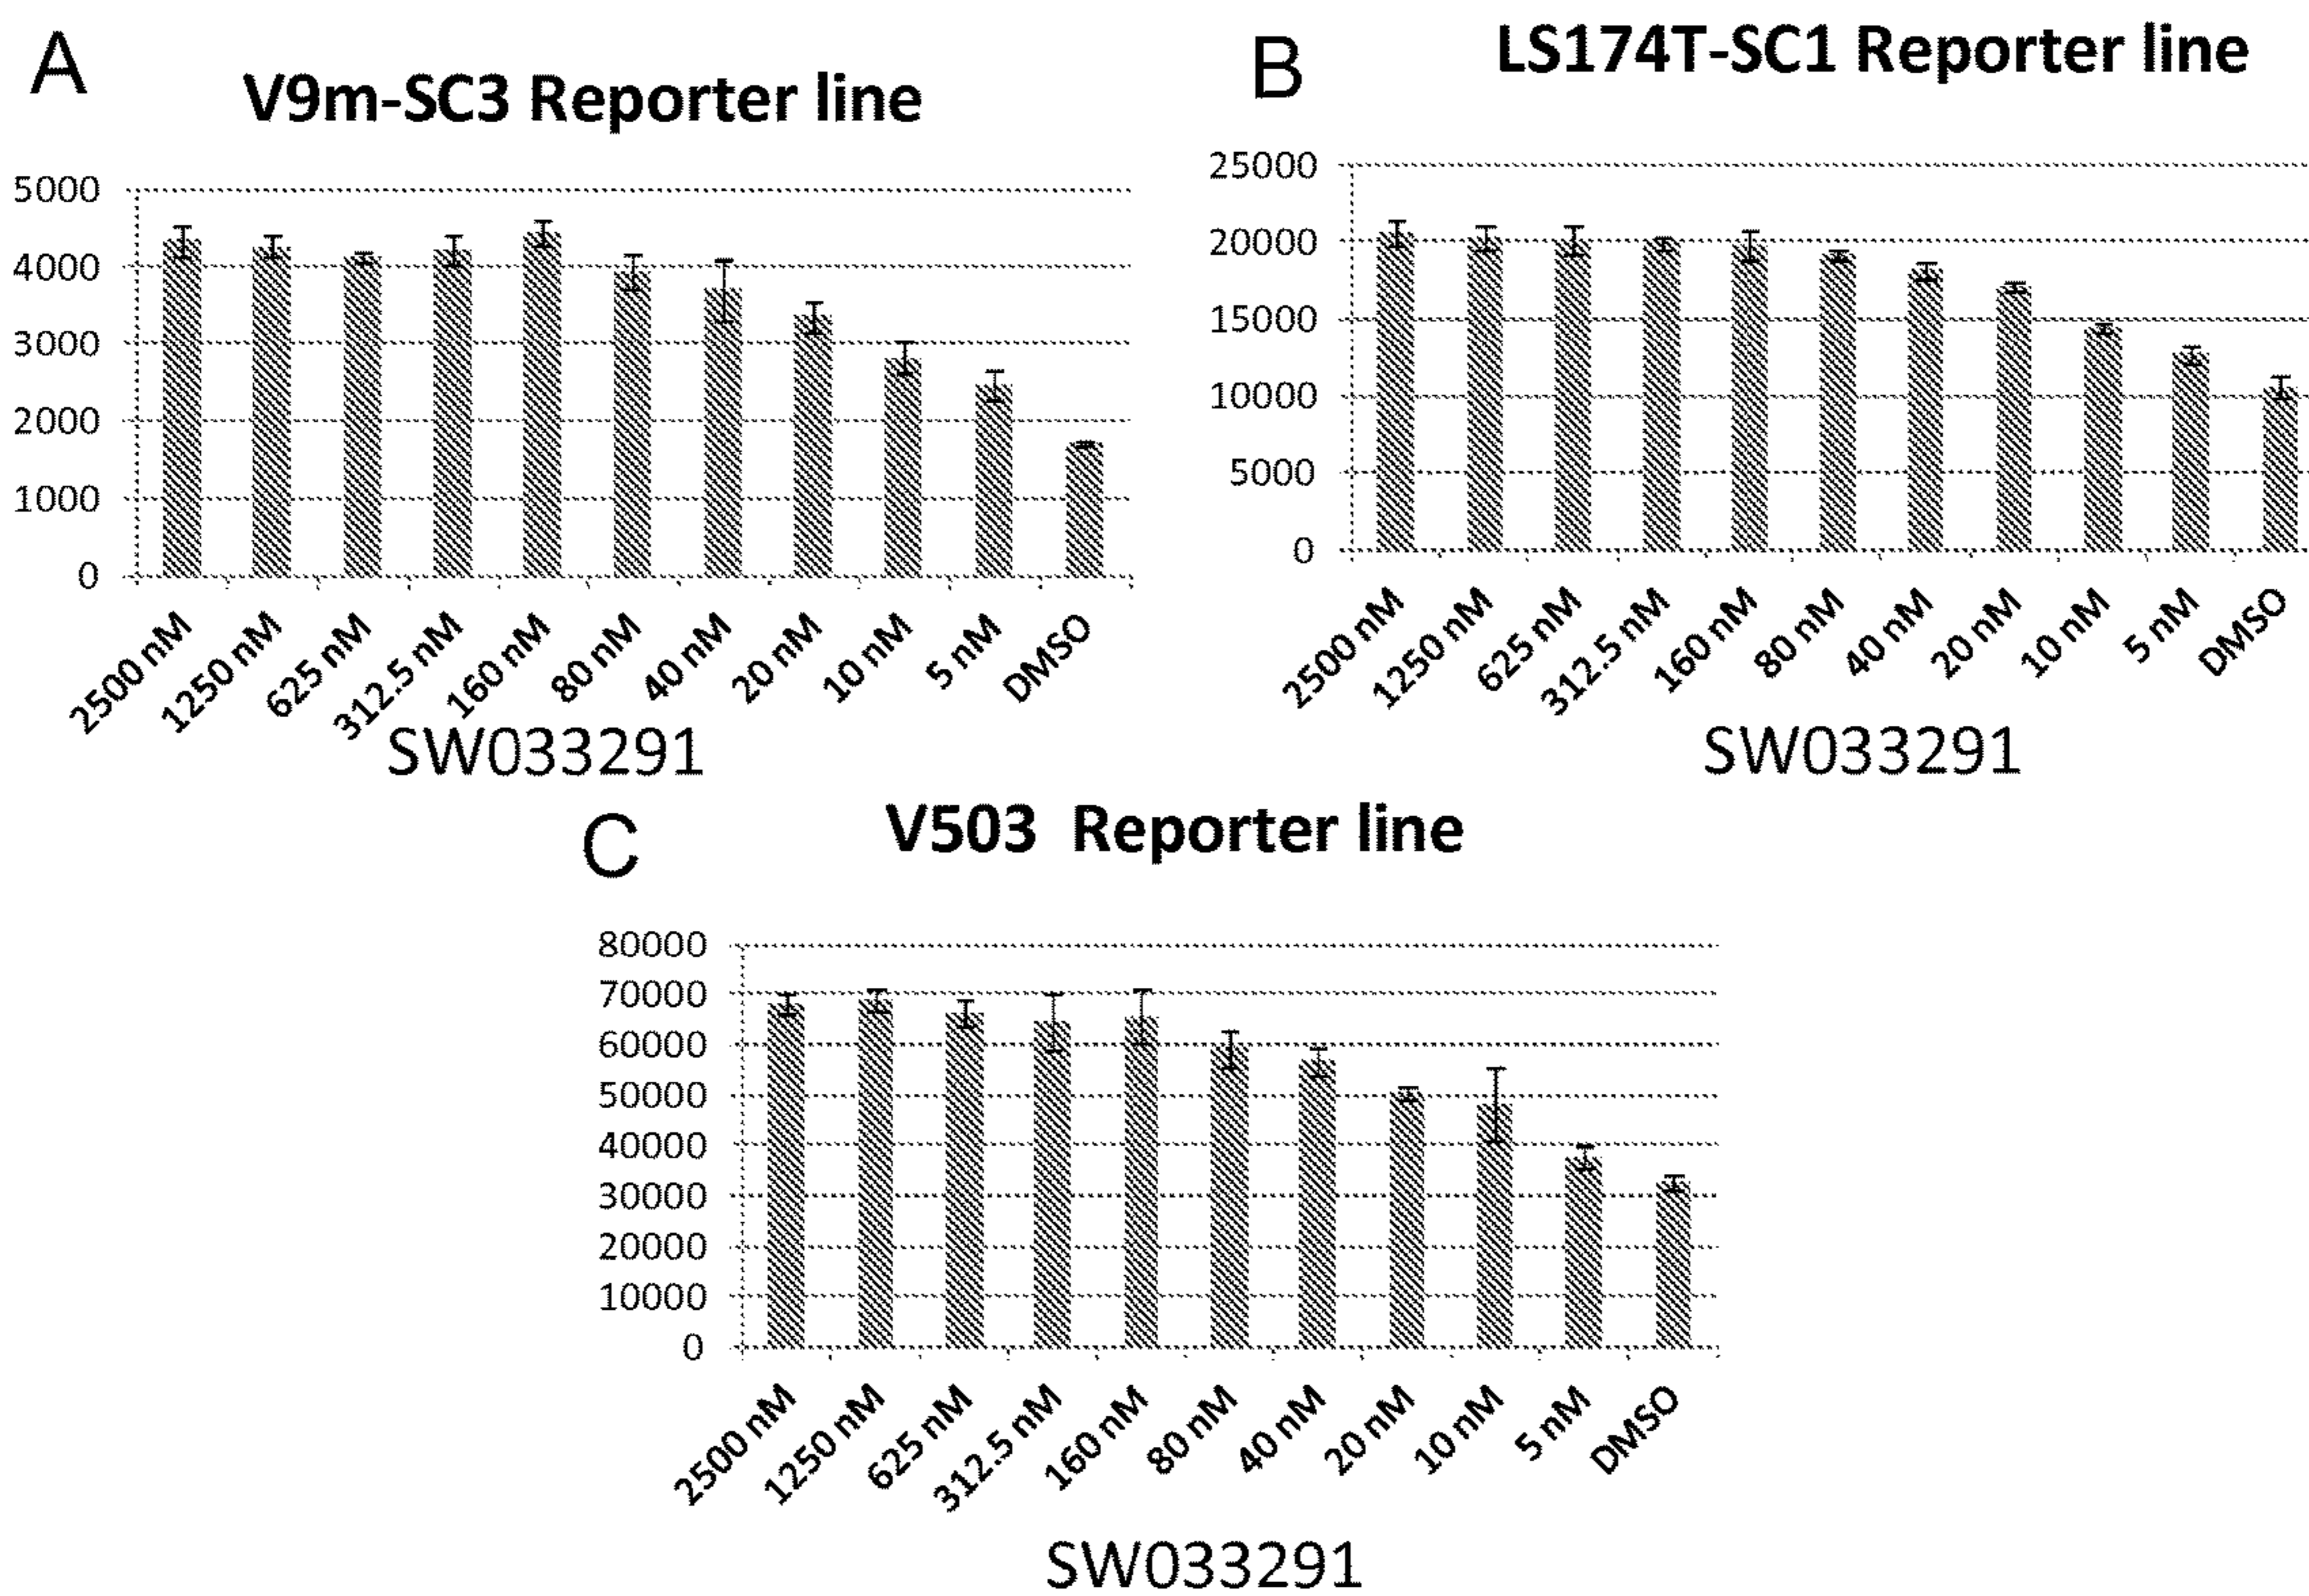 A
V9m-SC3 Reporter line
5000
4000
3000
2000
1000
0
2500 nM
1250 nM
625 nM
312.5 nM
160 nM
80 nM
40 nM
20 nM
10 nM
5 nM
DMSO
SW033291
B
LS174T-SC1 Reporter line
25000
20000
15000
10000
5000
0
2500 nM
1250 nM
625 nM
312.5 nM
160 nM
80 nM
40 nM
20 nM
10 nM
5 nM
DMSO
SW033291
C
V503 Reporter line
80000
70000
60000
50000
40000
30000
20000
10000
0
2500 nM
1250 nM
625 nM
312.5 nM
160 nM
80 nM
40 nM
20 nM
10 nM
5 nM
DMSO
SW033291